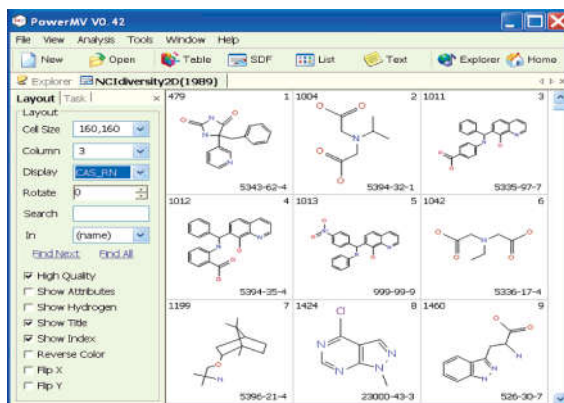 PowerMV V0.42
File View Analysis Tools Window Help
New Open Table SDF List Text Explorer Home
Explorer NCIdiversity2D(1989)
Layout Task
Layout
Cell Size 160,160
Column 3
Display CAS_RN
Rotate 0
Search
In (name)
Find Next Find All
High Quality
Show Attributes
Show Hydrogen
Show Title
Show Index
Reverse Color
Flip X
Flip Y
479 1
5343-62-4
1004 2
5394-32-1
1011 3
5335-97-7
1012 4
5394-35-4
1013 5
999-99-9
1042 6
5336-17-4
1199 7
5396-21-4
1424 8
Cl
23000-43-3
1460 9
526-30-7